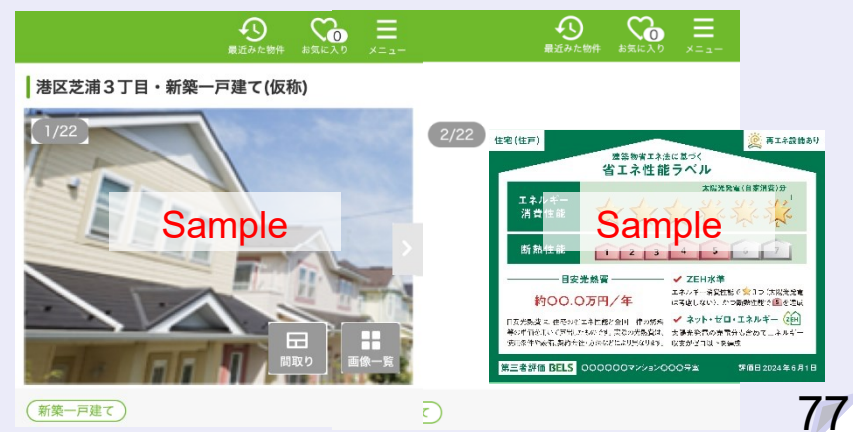 最近みた物件 お気に入り 0 メニュー
港区芝浦３丁目・新築一戸建て(仮称)
1/22
Sample
間取り 画像一覧
新築一戸建て
最近みた物件 お気に入り 0 メニュー
2/22
住宅(住戸) 再エネ設備あり
建築物省エネ法に基づく
省エネ性能ラベル
太陽光発電(自家消費)分
エネルギー
消費性能
Sample
断熱性能 1 2 3 4 5 6 7
目安光熱費
約〇〇.0万円/年
ZEH水準
ネット・ゼロ・エネルギー
第三者評価 BELS 〇〇〇〇〇〇マンション〇〇〇号室 評価日2024年6月1日
77